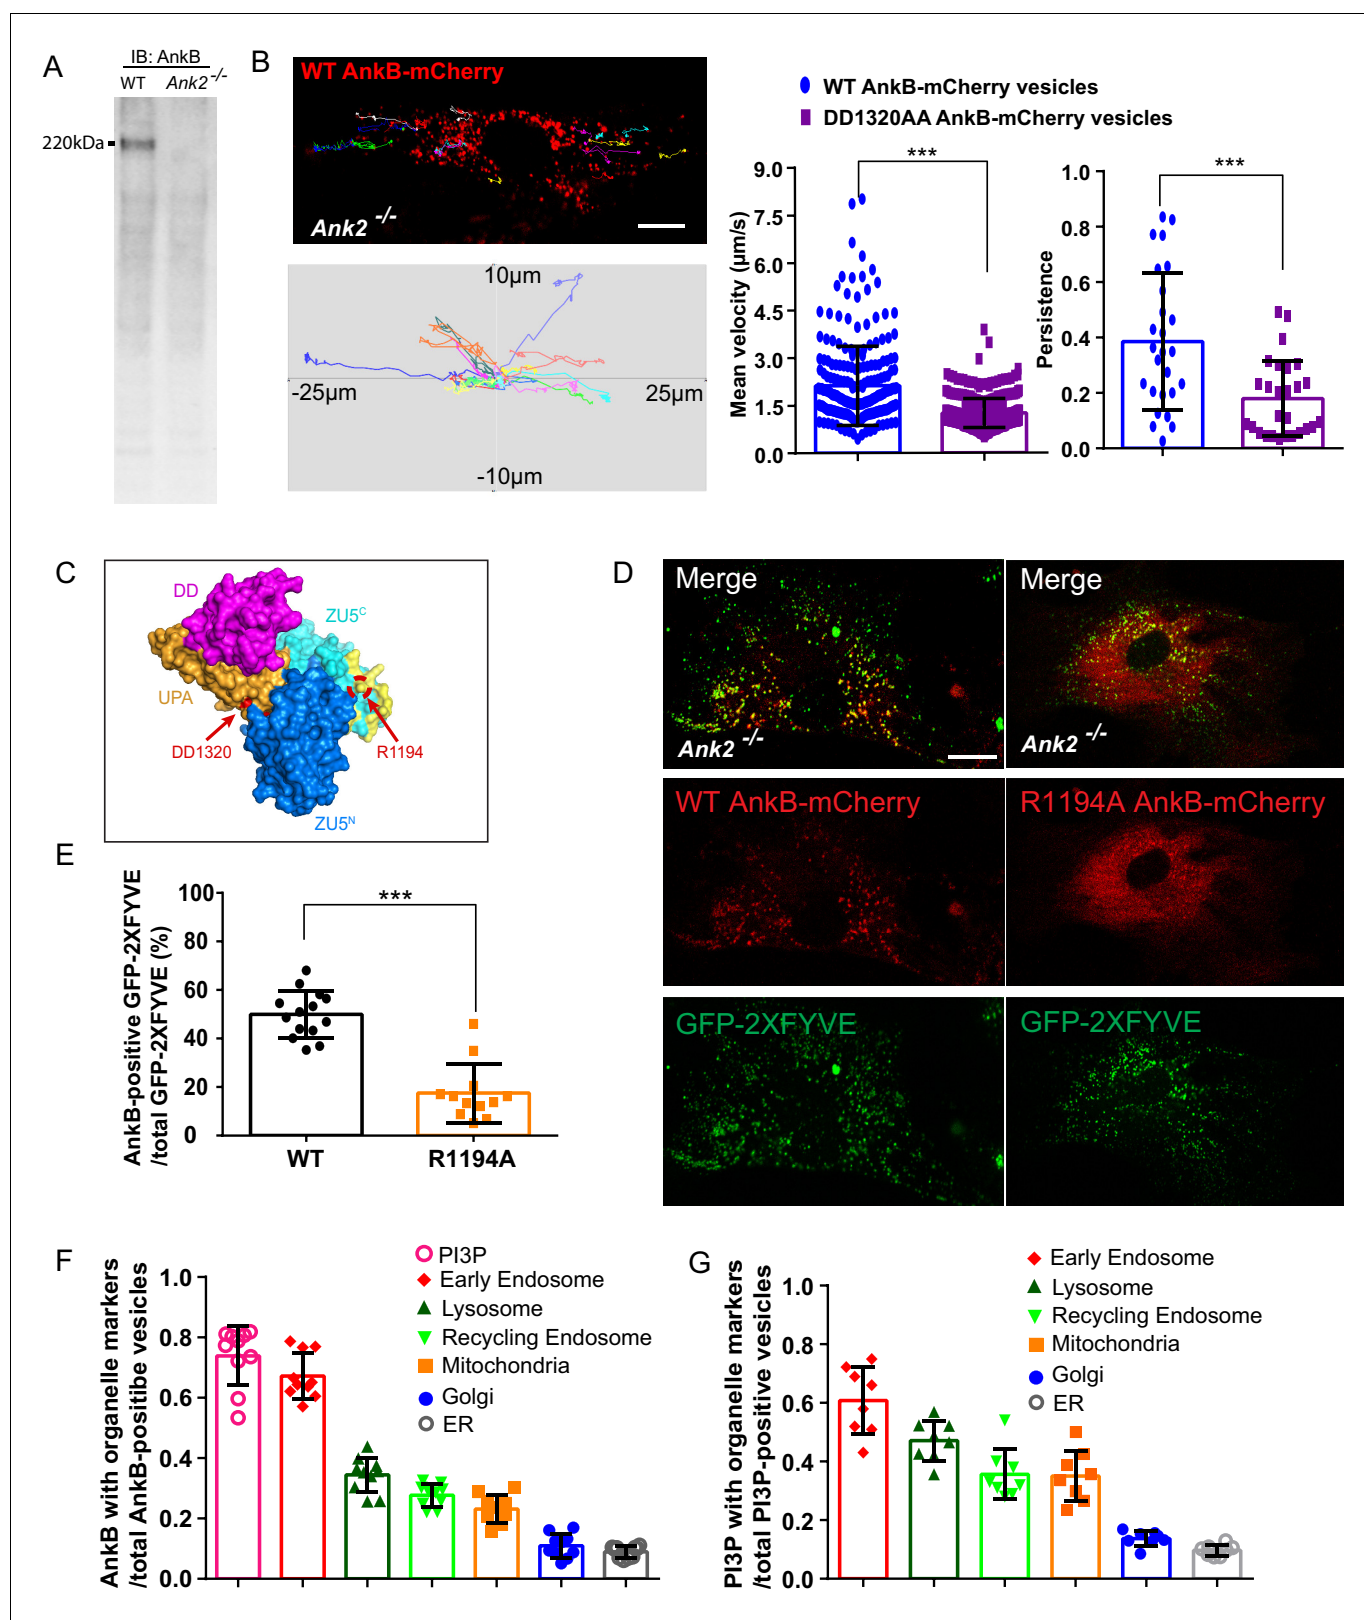 A
IB: AnkB
WT Ank2 -/-
220kDa
B
WT AnkB-mCherry
Ank2 -/-
10µm
-25µm
25µm
-10µm
WT AnkB-mCherry vesicles
DD1320AA AnkB-mCherry vesicles
***
Mean velocity (µm/s)
9.0
7.5
6.0
4.5
3.0
1.5
0.0
***
Persistence
1.0
0.8
0.6
0.4
0.2
0.0
C
DD
ZU5C
UPA
DD1320
R1194
ZU5N
D
Merge
Ank2 -/-
Merge
Ank2 -/-
WT AnkB-mCherry
R1194A AnkB-mCherry
GFP-2XFYVE
GFP-2XFYVE
E
AnkB-positive GFP-2XFYVE
/total GFP-2XFYVE (%)
100
80
60
40
20
0
***
WT
R1194A
F
AnkB with organelle markers
/total AnkB-positibe vesicles
1.0
0.8
0.6
0.4
0.2
0.0
PI3P
Early Endosome
Lysosome
Recycling Endosome
Mitochondria
Golgi
ER
G
PI3P with organelle markers
/total PI3P-positive vesicles
1.0
0.8
0.6
0.4
0.2
0.0
Early Endosome
Lysosome
Recycling Endosome
Mitochondria
Golgi
ER